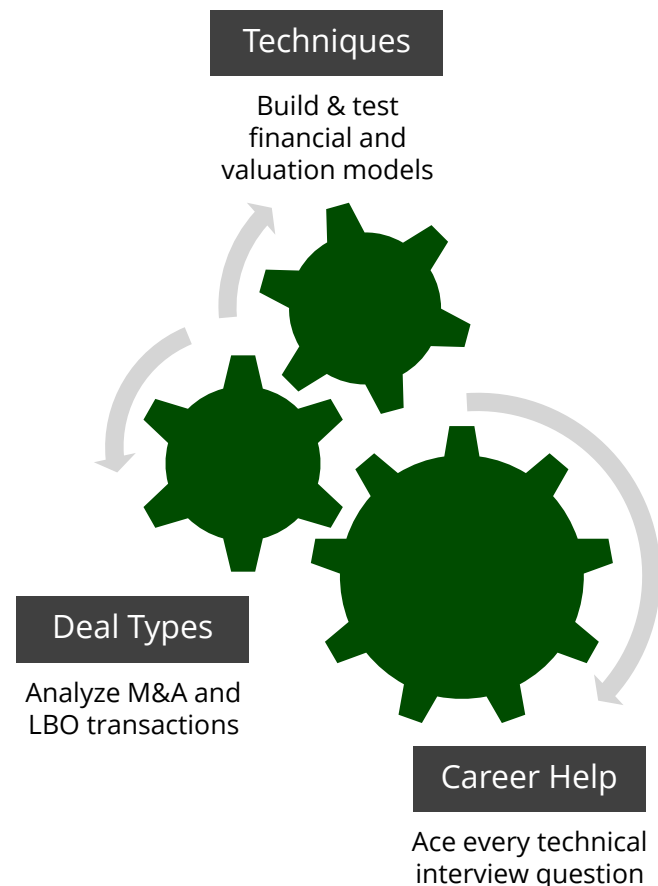 Techniques
Build & test
financial and
valuation models
Deal Types
Analyze M&A and
LBO transactions
Career Help
Ace every technical
interview question